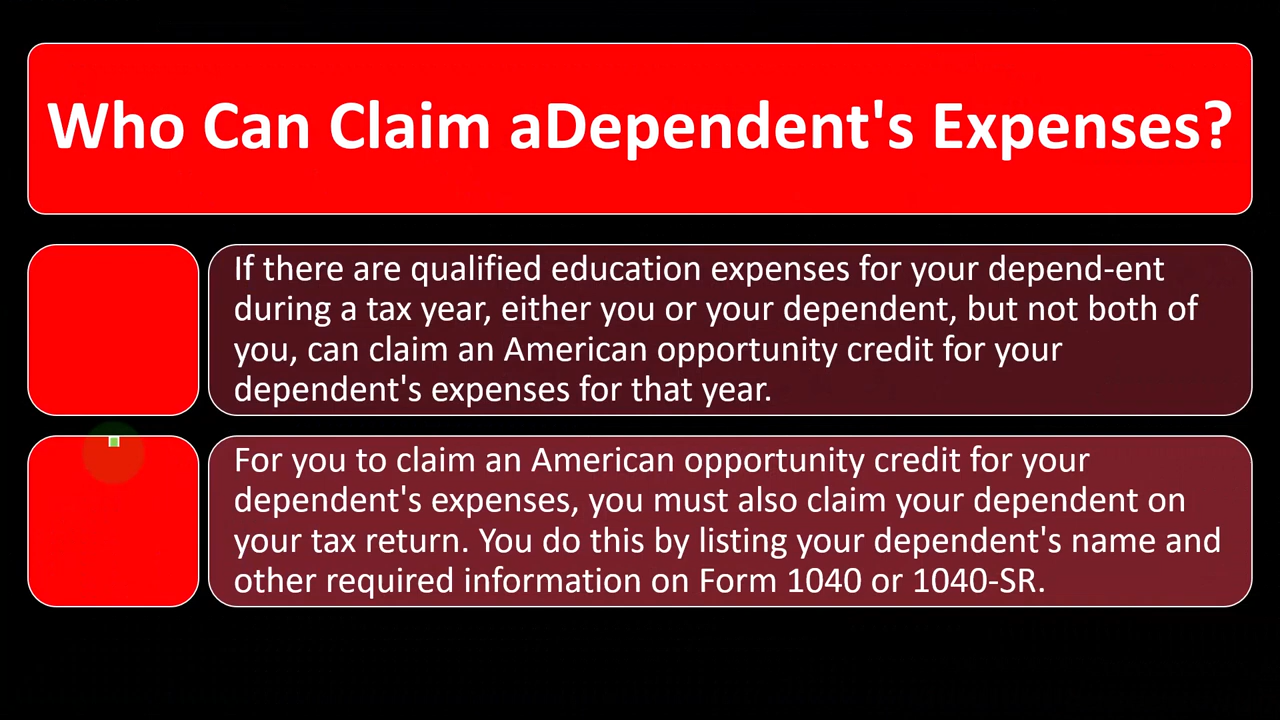 Who Can Claim aDependent's Expenses?
If there are qualified education expenses for your depend-ent
during a tax year, either you or your dependent, but not both of
you, can claim an American opportunity credit for your
dependent's expenses for that year.
For you to claim an American opportunity credit for your
dependent's expenses, you must also claim your dependent on
your tax return. You do this by listing your dependent's name and
other required information on Form 1040 or 1040-SR.